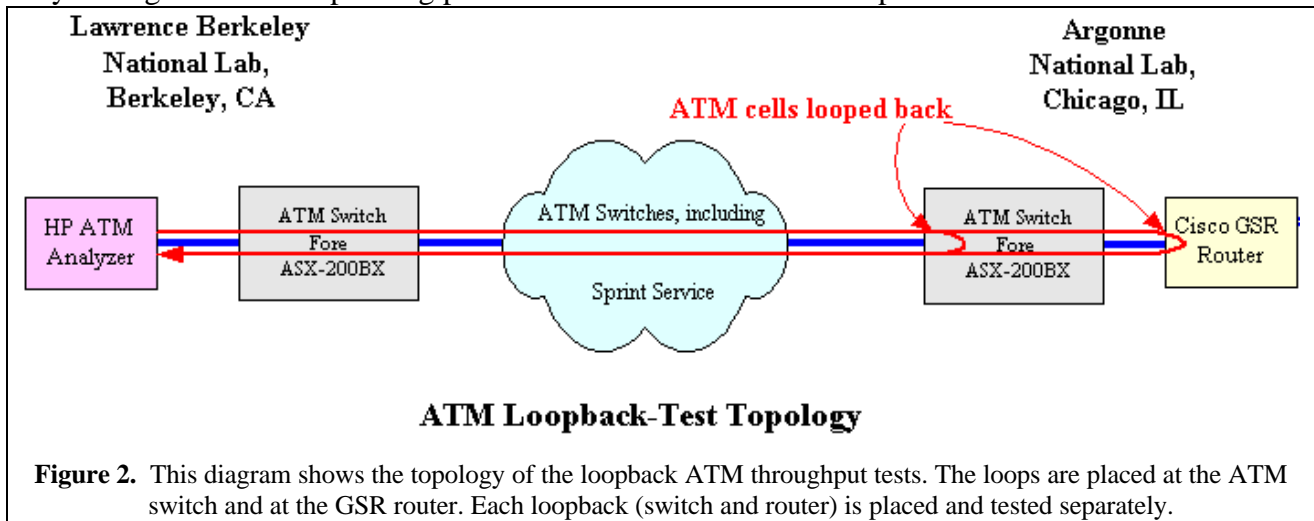 Lawrence Berkeley
National Lab,
Berkeley, CA
Argonne
National Lab,
Chicago, IL
ATM cells looped back
HP ATM
Analyzer
ATM Switch
Fore
ASX-200BX
ATM Switches, including
Sprint Service
ATM Switch
Fore
ASX-200BX
Cisco GSR
Router
ATM Loopback-Test Topology
Figure 2. This diagram shows the topology of the loopback ATM throughput tests. The loops are placed at the ATM
switch and at the GSR router. Each loopback (switch and router) is placed and tested separately.